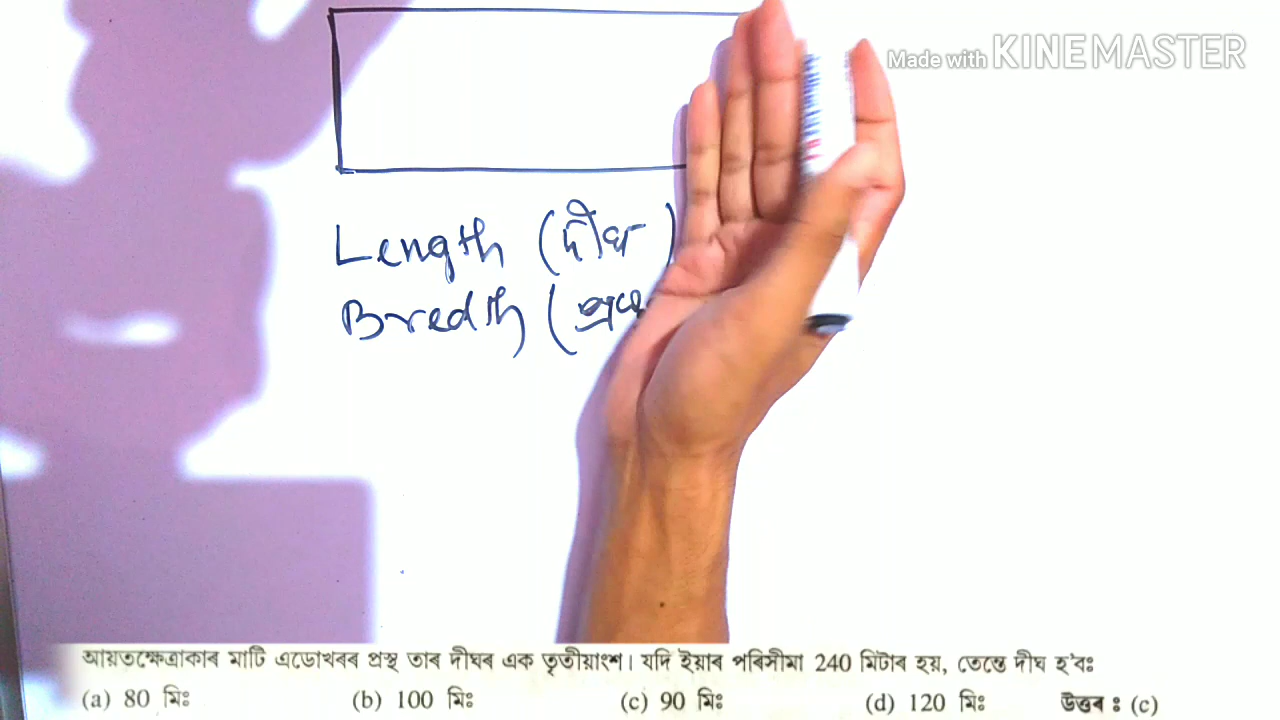 Made with KINEMASTER
Length (দীঘ)
Bredth (
আয়তক্ষেত্ৰাকাৰ মাটি এডোখৰৰ প্ৰস্থ তাৰ দীঘৰ এক তৃতীয়াংশ। যদি ইয়াৰ পৰিসীমা 240 মিটাৰ হয়, তেন্তে দীঘ হ'বঃ
(a) 80 মিঃ (b) 100 মিঃ (c) 90 মিঃ (d) 120 মিঃ উত্তৰ ঃ (c)